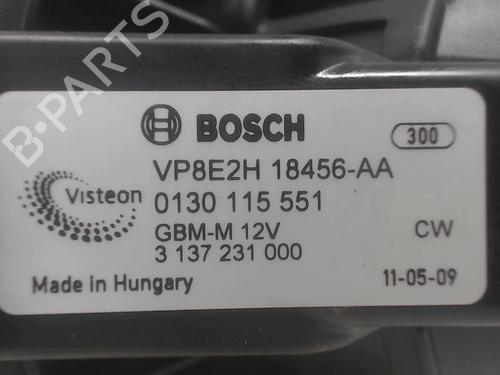 BOSCH
300
VP8E2H 18456-AA
Visteon
0130 115 551
GBM-M 12V
CW
3 137 231 000
Made in Hungary
11-05-09
B-PARTS